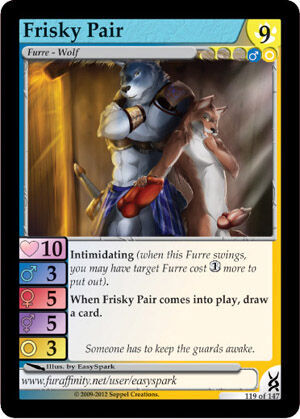 Frisky Pair
9
Furre - Wolf
10
3
5
5
3
Intimidating (when this Furre swings,
you may have target Furre cost 1 more to
put out).
When Frisky Pair comes into play, draw
a card.
Someone has to keep the guards awake.
Illus. by EasySpark
www.furaffinity.net/user/easyspark
© 2009-2012 Soppel Creations.
119 of 147